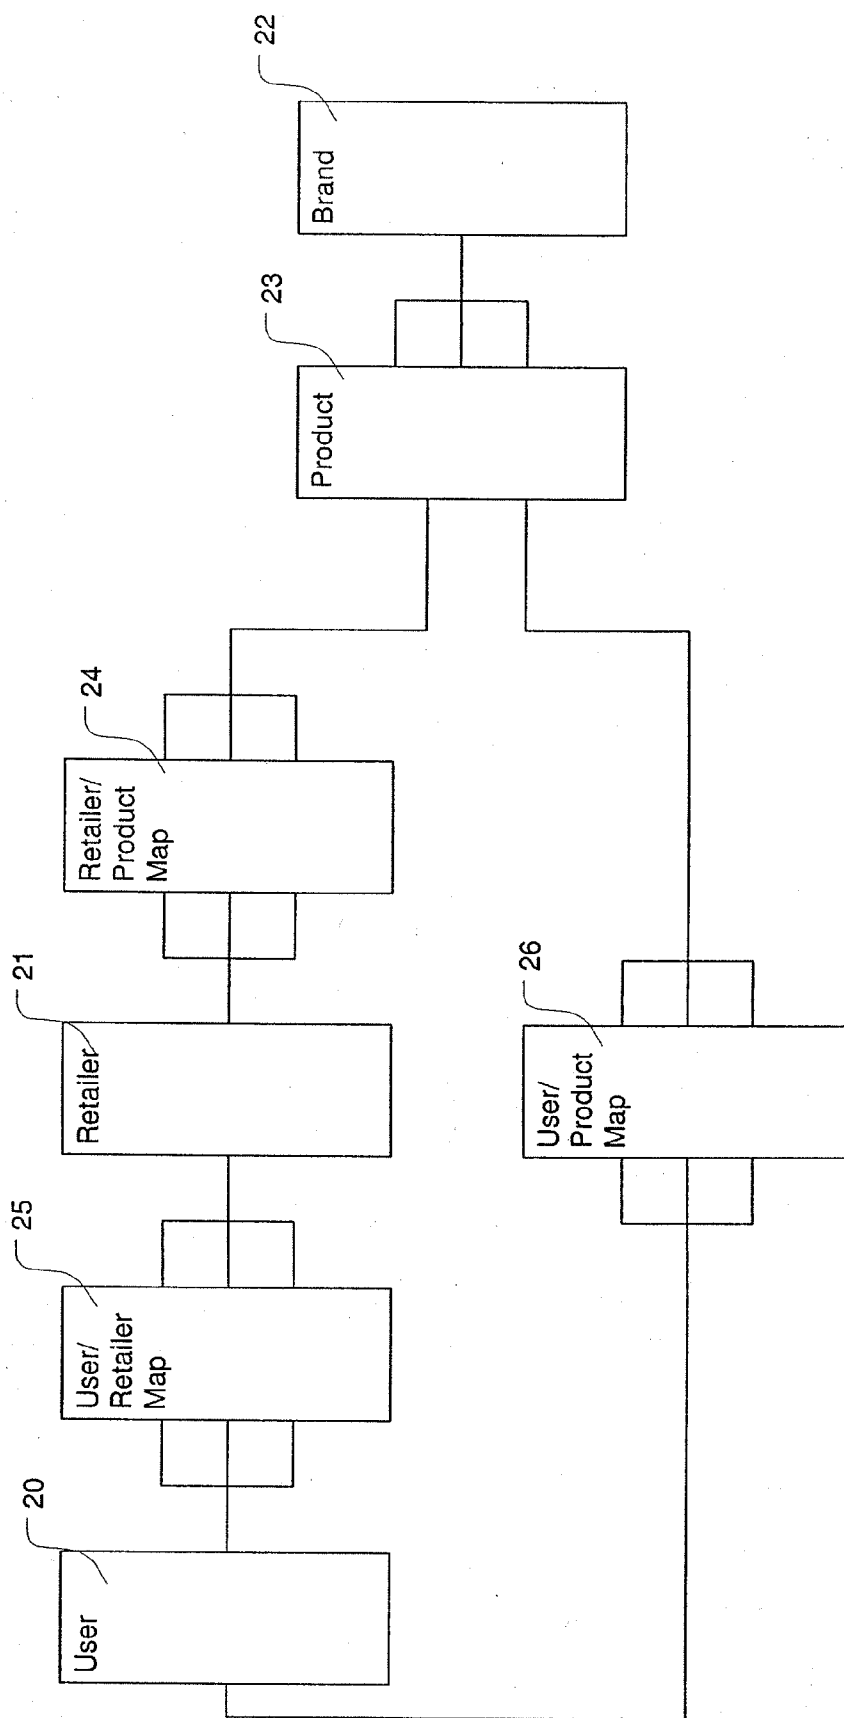 20
User
25
User/
Retailer
Map
21
Retailer
24
Retailer/
Product
Map
23
Product
22
Brand
26
User/
Product
Map